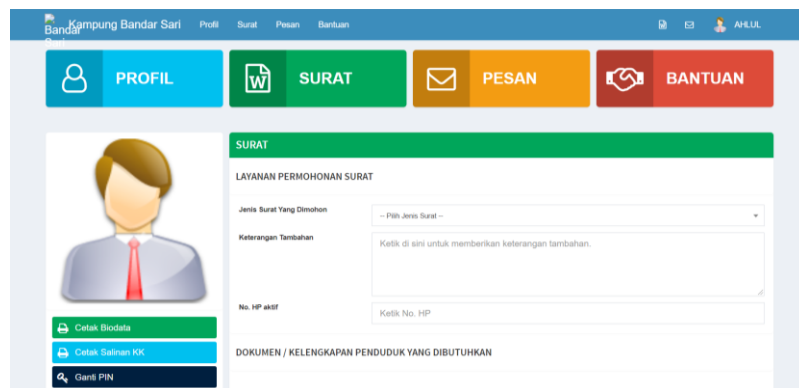 Bandar
Sari
Kampung Bandar Sari Profil Surat Pesan Bantuan AHLUL
PROFIL SURAT PESAN BANTUAN
SURAT
LAYANAN PERMOHONAN SURAT
Jenis Surat Yang Dimohon
-- Pilih Jenis Surat --
Keterangan Tambahan
Ketik di sini untuk memberikan keterangan tambahan.
No. HP aktif
Ketik No. HP
Cetak Biodata
Cetak Salinan KK
Ganti PIN
DOKUMEN / KELENGKAPAN PENDUDUK YANG DIBUTUHKAN